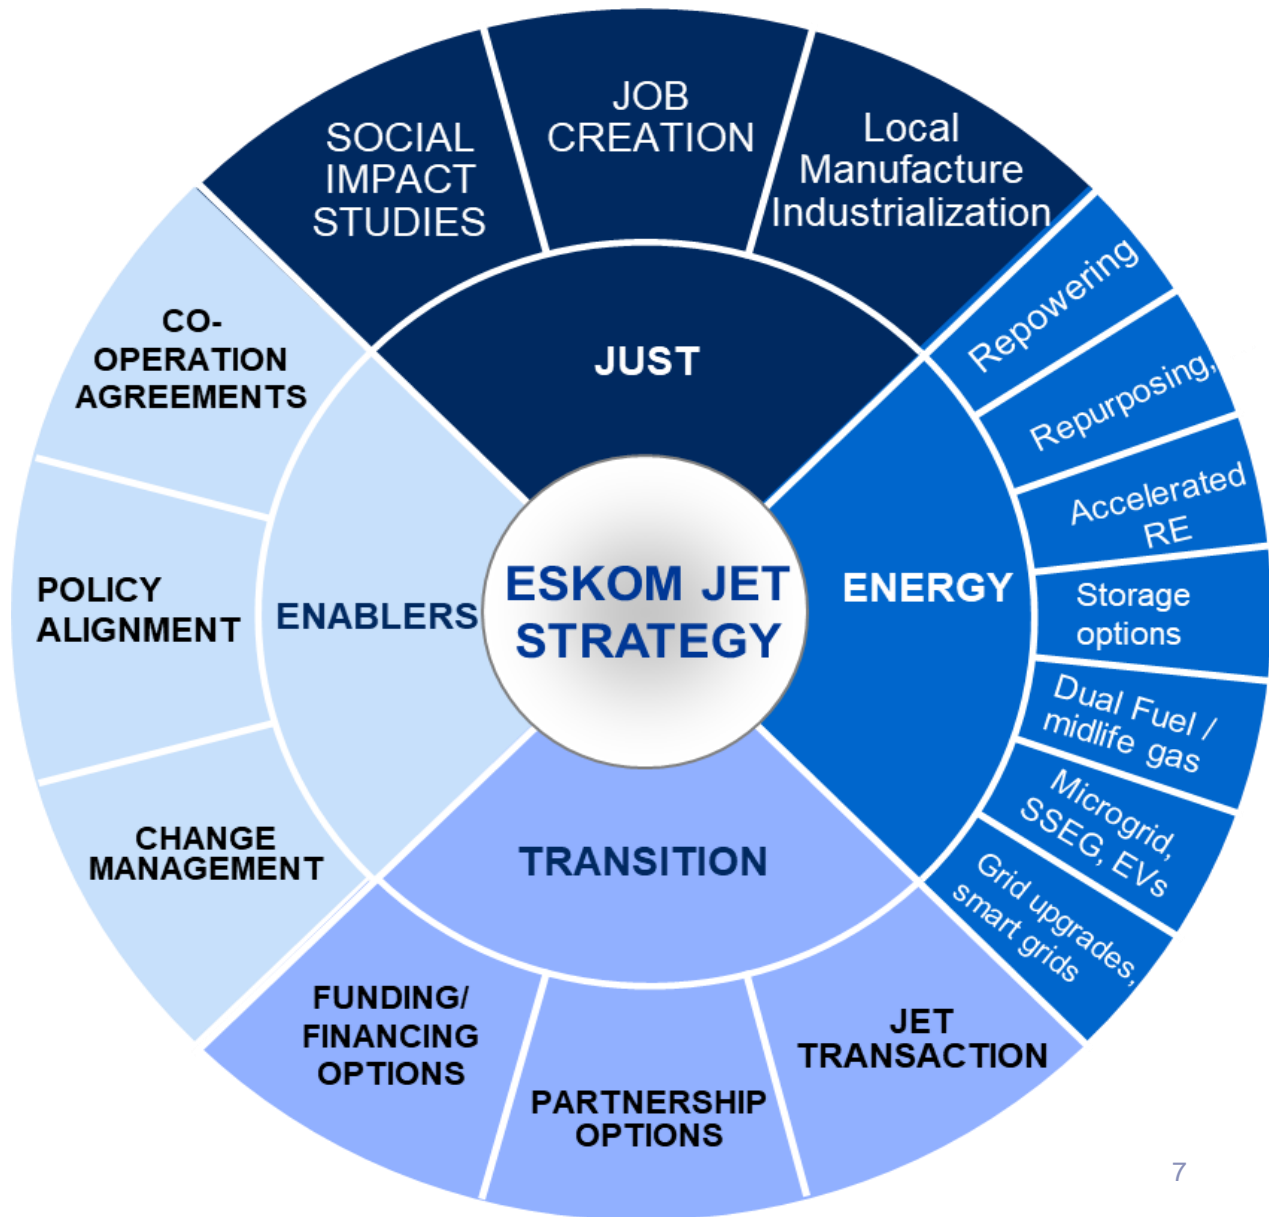 SOCIAL
IMPACT
STUDIES
JOB
CREATION
Local
Manufacture
Industrialization
JUST
Repowering
Repurposing,
Accelerated
RE
Storage
options
Dual Fuel /
midlife gas
Microgrid,
SSEG, EVs
Grid upgrades,
smart grids
ENERGY
ESKOM JET
STRATEGY
ENABLERS
CO-
OPERATION
AGREEMENTS
POLICY
ALIGNMENT
CHANGE
MANAGEMENT
TRANSITION
FUNDING/
FINANCING
OPTIONS
PARTNERSHIP
OPTIONS
JET
TRANSACTION
7